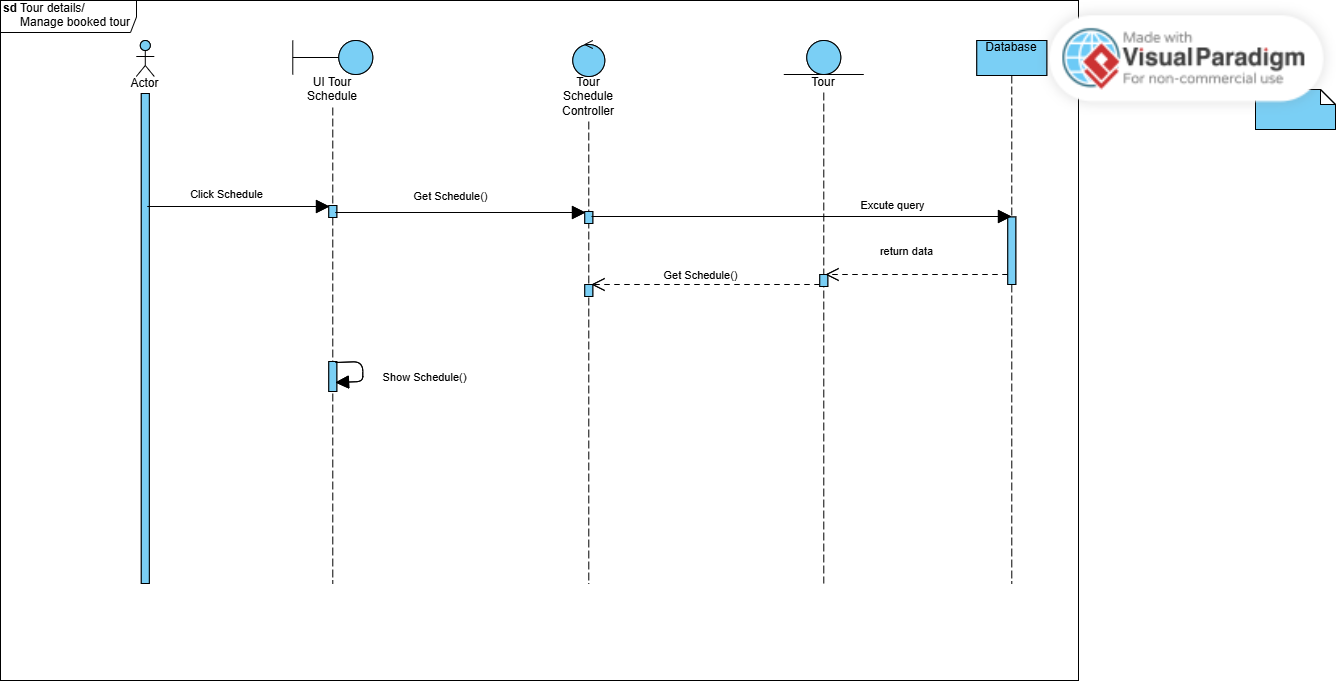 sd Tour details/
Manage booked tour
Actor
UI Tour
Schedule
Tour
Schedule
Controller
Tour
Database
Made with
Visual Paradigm
For non-commercial use
Click Schedule
Get Schedule()
Excute query
return data
Get Schedule()
Show Schedule()